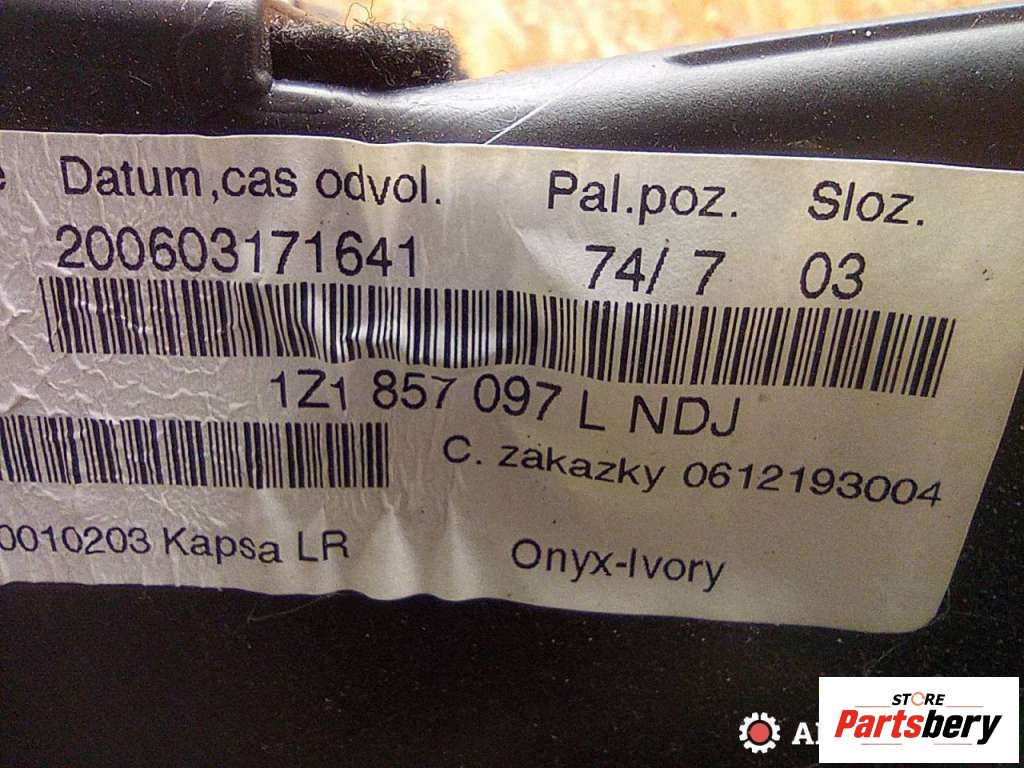 Datum,cas odvol. Pal.poz. Sloz.
200603171641 74/ 7 03
1Z1 857 097 L NDJ
C. zakazky 0612193004
0010203 Kapsa LR Onyx-Ivory
STORE
Partsbery